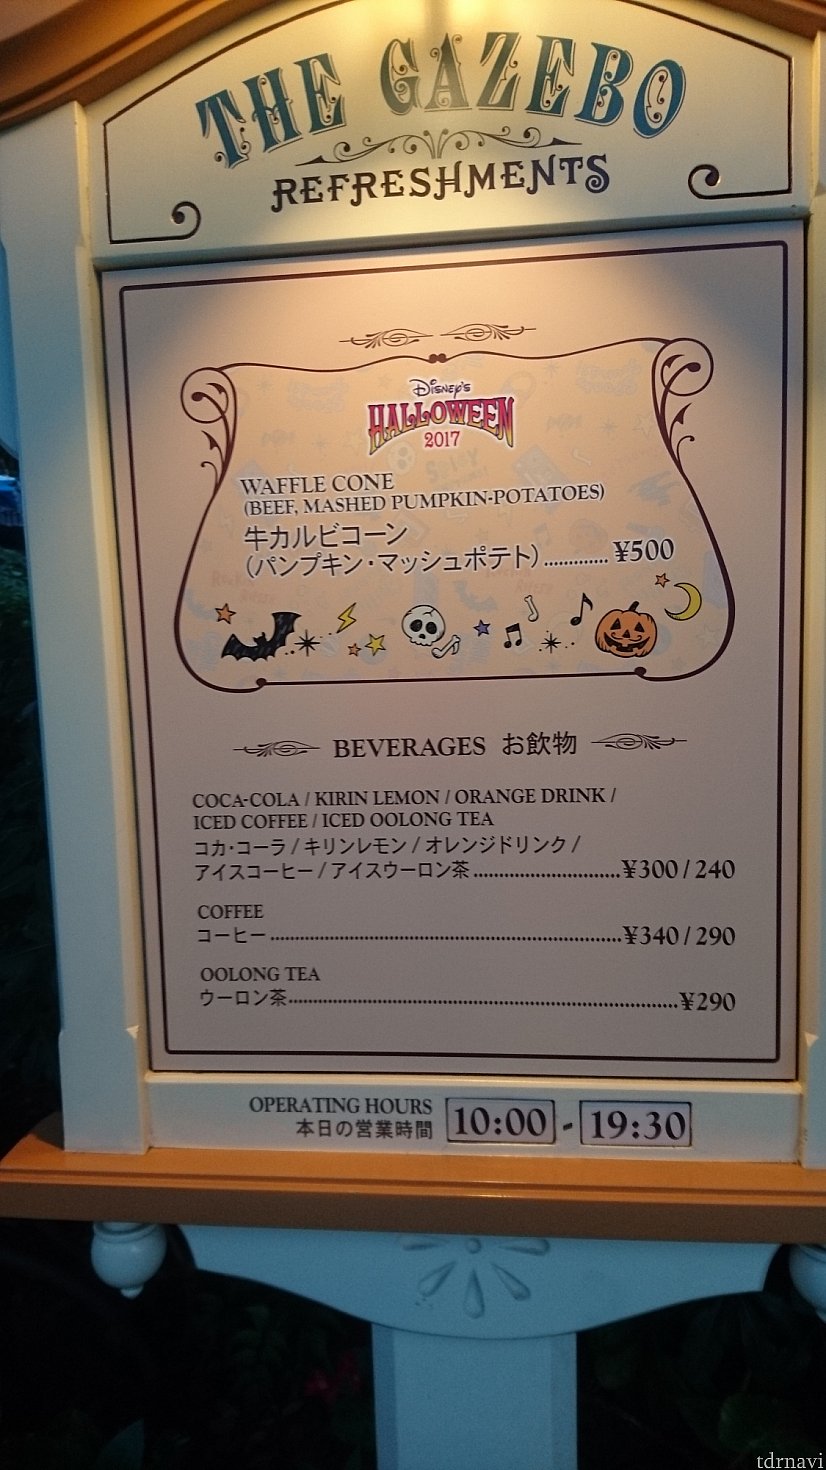 THE GAZEBO
REFRESHMENTS
DISNEY'S
HALLOWEEN
2017
WAFFLE CONE
(BEEF, MASHED PUMPKIN-POTATOES)
牛カルビコーン
(パンプキン・マッシュポテト).............¥500
BEVERAGES お飲物
COCA-COLA / KIRIN LEMON / ORANGE DRINK /
ICED COFFEE / ICED OOLONG TEA
コカ・コーラ / キリンレモン / オレンジドリンク /
アイスコーヒー / アイスウーロン茶.............................¥300 / 240
COFFEE
コーヒー......................................................................¥340 / 290
OOLONG TEA
ウーロン茶..............................................................................¥290
OPERATING HOURS
本日の営業時間 10:00 - 19:30
tdrnavi